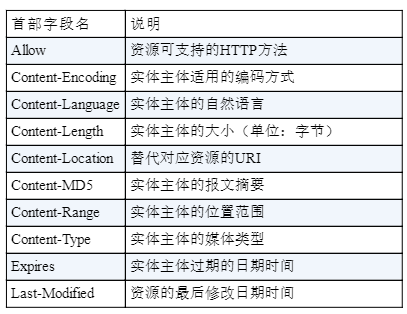 首部字段名 说明
Allow 资源可支持的HTTP方法
Content-Encoding 实体主体适用的编码方式
Content-Language 实体主体的自然语言
Content-Length 实体主体的大小（单位：字节）
Content-Location 替代对应资源的URI
Content-MD5 实体主体的报文摘要
Content-Range 实体主体的位置范围
Content-Type 实体主体的媒体类型
Expires 实体主体过期的日期时间
Last-Modified 资源的最后修改日期时间